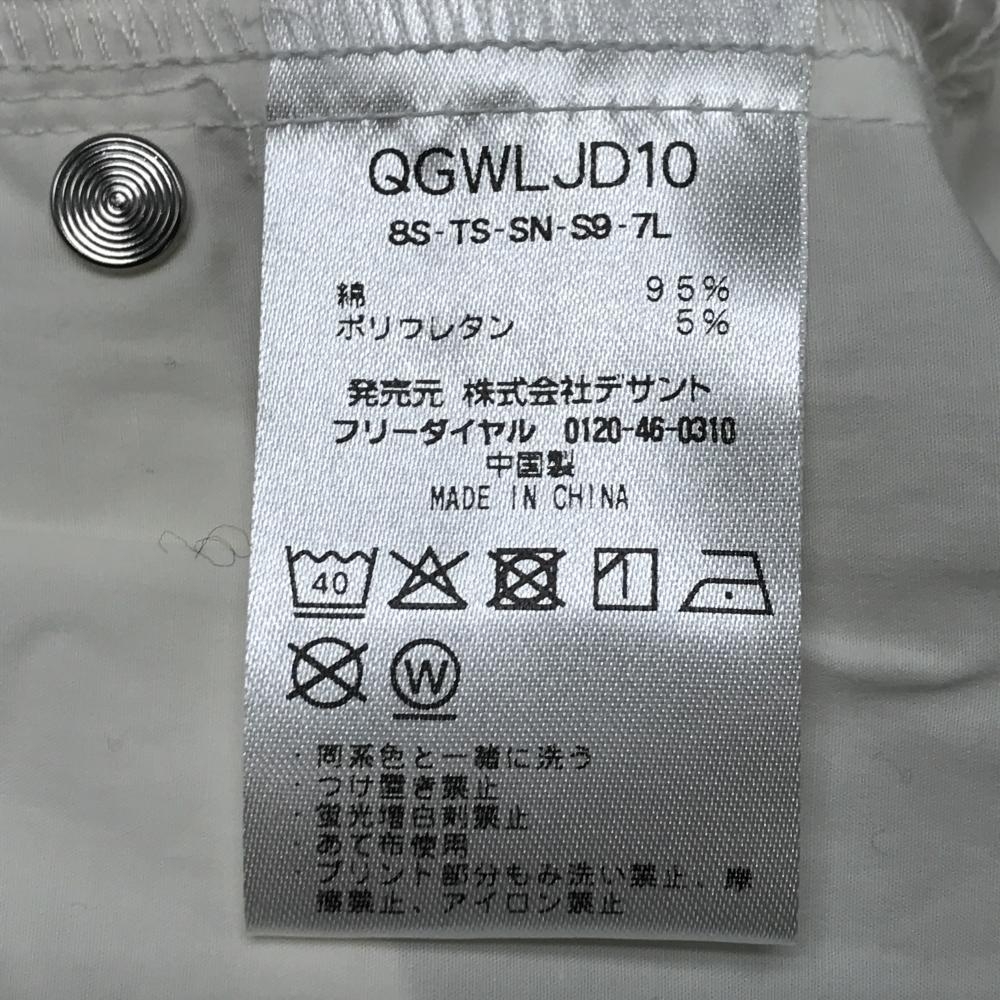 QGWLJD10
8S-TS-SN-S9-7L
綿 95%
ポリウレタン 5%
発売元 株式会社デサント
フリーダイヤル 0120-46-0310
中国製
MADE IN CHINA
40
W
・同系色と一緒に洗う
・つけ置き禁止
・蛍光増白剤禁止
・あて布使用
・プリント部分もみ洗い禁止、摩
擦禁止、アイロン禁止